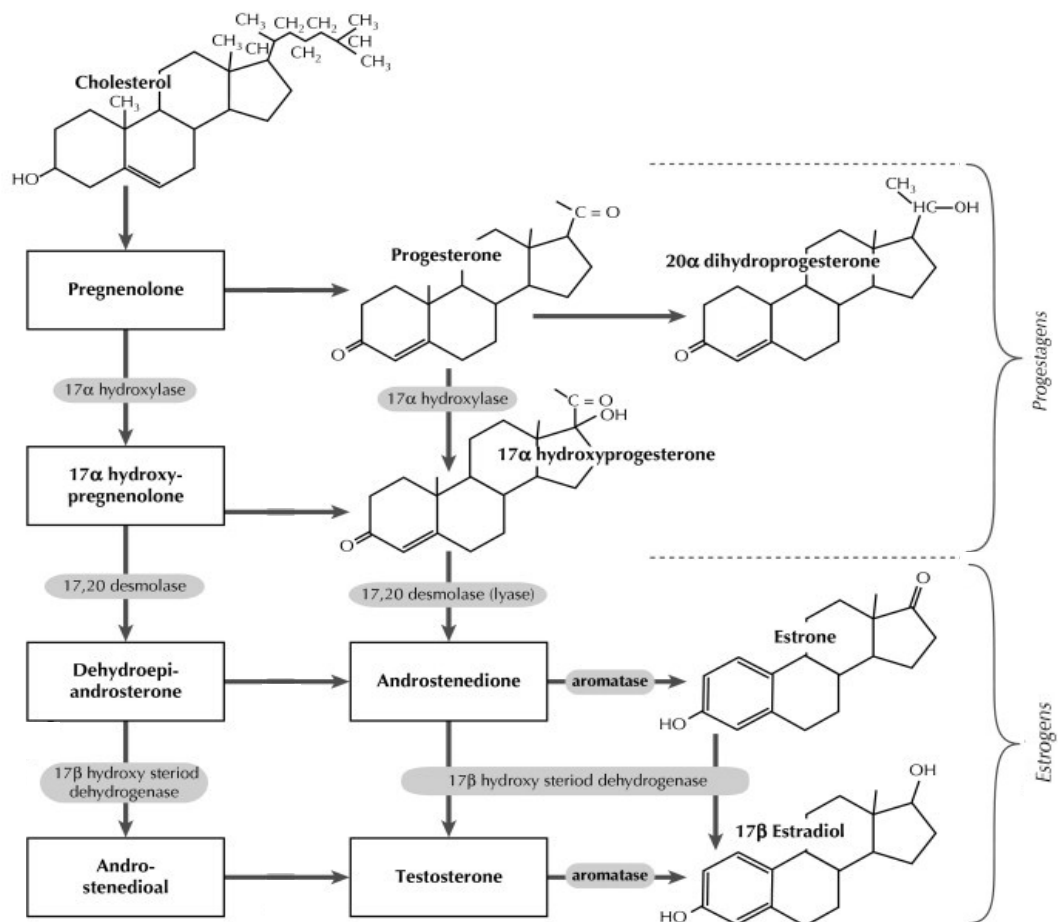 CH₃
CH₂CH₂
CH₃
CH
CH
CH₂
CH₃
Cholesterol
CH₃
HO
Pregnenolone
Progesterone
C=O
CH₃
HC—OH
20α dihydroprogesterone
O
O
17α hydroxylase
17α hydroxylase
C=O
OH
17α hydroxy-
pregnenolone
17α hydroxyprogesterone
O
Progestagens
17,20 desmolase
17,20 desmolase (lyase)
O
Dehydroepi-
androsterone
Androstenedione
aromatase
Estrone
HO
17β hydroxy steriod
dehydrogenase
17β hydroxy steriod dehydrogenase
OH
17β Estradiol
Andro-
stenedioal
Testosterone
aromatase
HO
Estrogens